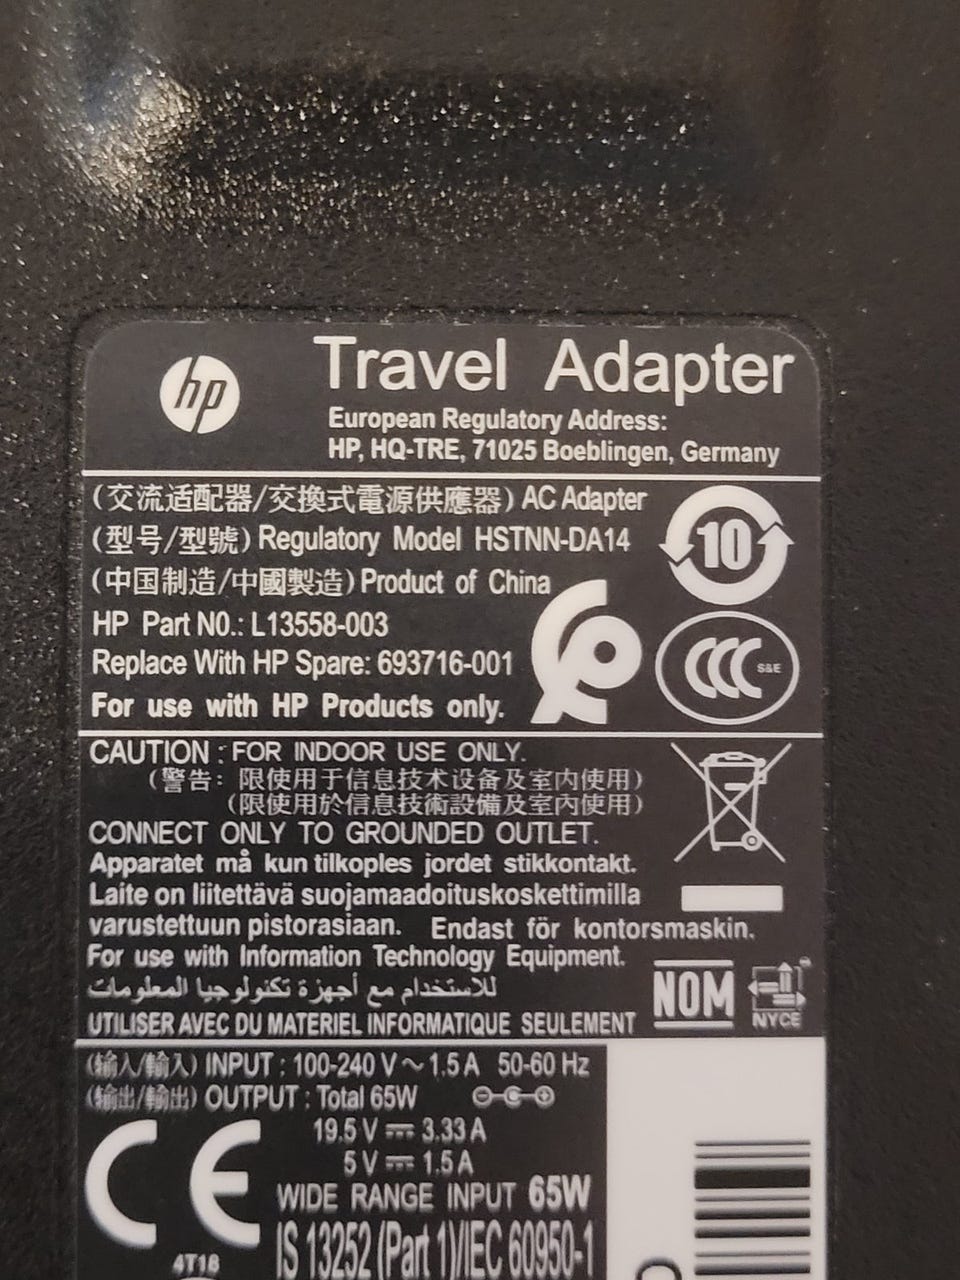 hp
Travel Adapter
European Regulatory Address:
HP, HQ-TRE, 71025 Boeblingen, Germany
(交流适配器/交換式電源供應器) AC Adapter
(型号/型號) Regulatory Model HSTNN-DA14
(中国制造/中國製造) Product of China
HP Part NO.: L13558-003
Replace With HP Spare: 693716-001
For use with HP Products only.
10
CCC S&E
CAUTION : FOR INDOOR USE ONLY.
(警告: 限使用于信息技术设备及室内使用)
(限使用於信息技術設備及室內使用)
CONNECT ONLY TO GROUNDED OUTLET.
Apparatet må kun tilkoples jordet stikkontakt.
Laite on liitettävä suojamaadoituskoskettimilla
varustettuun pistorasiaan. Endast för kontorsmaskin.
For use with Information Technology Equipment.
للاستخدام مع أجهزة تكنولوجيا المعلومات
UTILISER AVEC DU MATERIEL INFORMATIQUE SEULEMENT
NOM
NYCE
(输入/輸入) INPUT : 100-240 V ~ 1.5 A 50-60 Hz
(输出/輸出) OUTPUT : Total 65W
19.5 V ⎓ 3.33 A
5 V ⎓ 1.5 A
WIDE RANGE INPUT 65W
CE
IS 13252 (Part 1)/IEC 60950-1
4T18